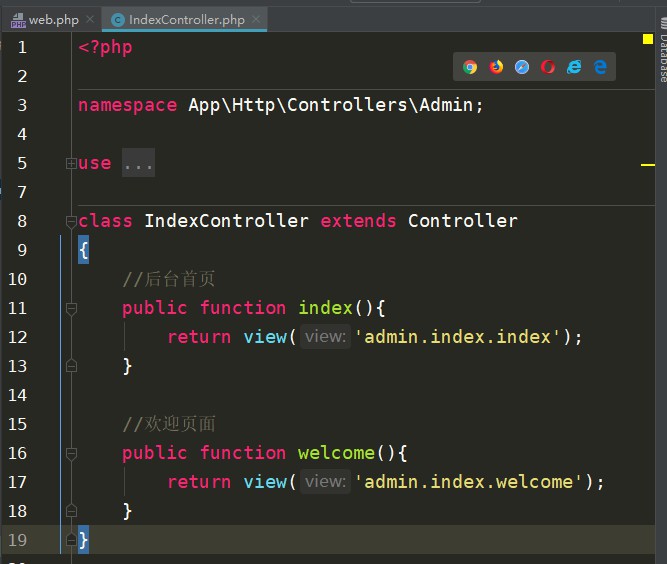 web.php
IndexController.php
1 <?php
2
3 namespace App\Http\Controllers\Admin;
4
5 use ...
7
8 class IndexController extends Controller
9 {
10 //后台首页
11 public function index(){
12 return view( view: 'admin.index.index');
13 }
14
15 //欢迎页面
16 public function welcome(){
17 return view( view: 'admin.index.welcome');
18 }
19 }
Database